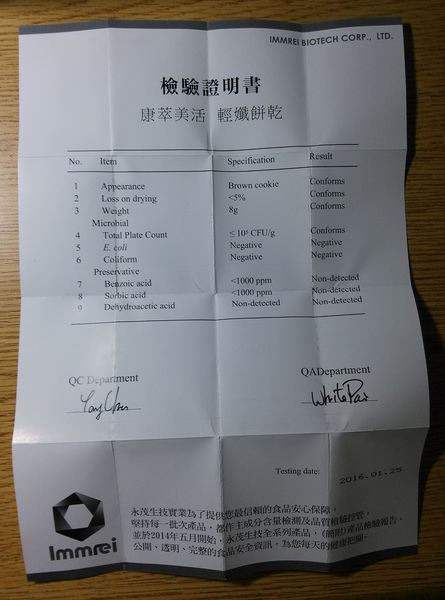 IMMREI BIOTECH CORP., LTD.
檢驗證明書
康萃美活 輕孅餅乾
No. Item Specification Result
1 Appearance Brown cookie Conforms
2 Loss on drying <5% Conforms
3 Weight 8g Conforms
Microbial
4 Total Plate Count ≤ 10⁵ CFU/g Conforms
5 E. coli Negative Negative
6 Coliform Negative Negative
Preservative
7 Benzoic acid <1000 ppm Non-detected
8 Sorbic acid <1000 ppm Non-detected
9 Dehydroacetic acid Non-detected Non-detected
QC Department QADepartment
Testing date: 2016.01.25
永茂生技實業為了提供您最信賴的食品安心保障，
堅持每一批次產品，都作主成分含量檢測及品質檢驗控管，
並於2014年五月開始，永茂生技全系列產品，(簡附)產品檢驗報告，
公開、透明、完整的食品安全資訊，為您每天的健康把關。
Immrei